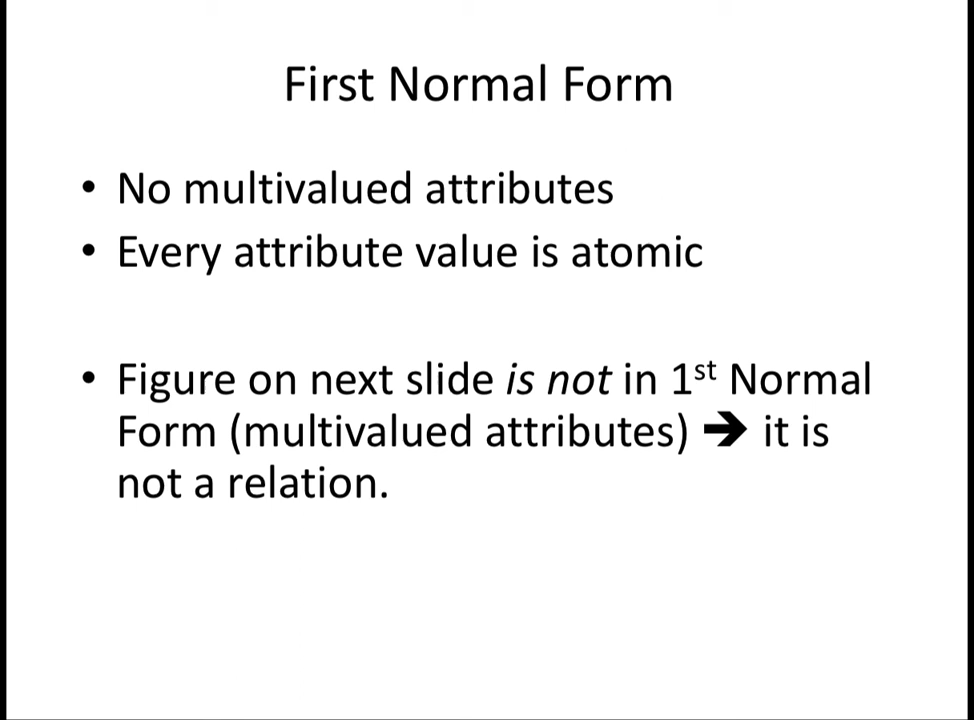 First Normal Form
• No multivalued attributes
• Every attribute value is atomic
• Figure on next slide is not in 1st Normal
Form (multivalued attributes) ➔ it is
not a relation.